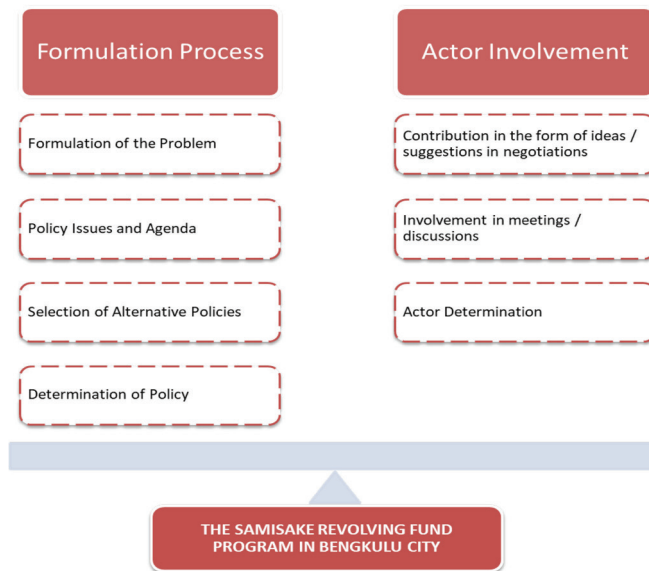 Formulation Process
Formulation of the Problem
Policy Issues and Agenda
Selection of Alternative Policies
Determination of Policy
Actor Involvement
Contribution in the form of ideas /
suggestions in negotiations
Involvement in meetings /
discussions
Actor Determination
THE SAMISAKE REVOLVING FUND
PROGRAM IN BENGKULU CITY